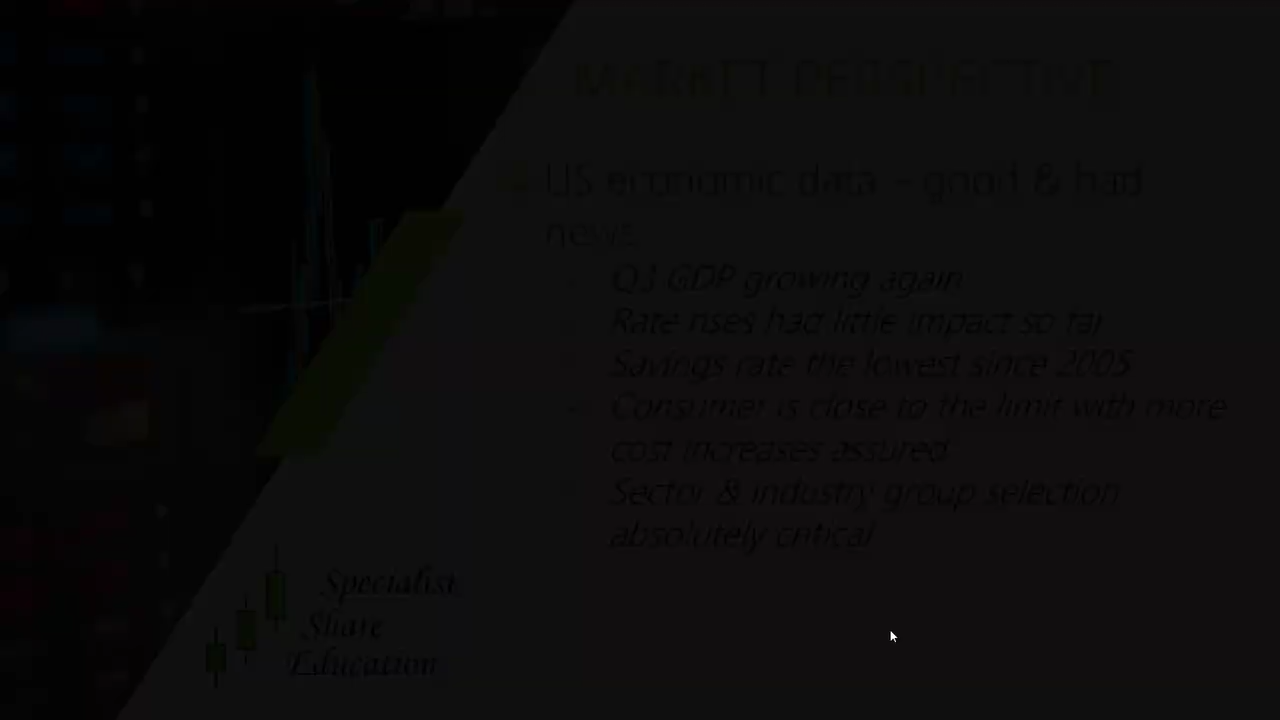 MARKET PERSPECTIVE
US economic data – good & bad
news.
Q3 GDP growing again
Rate rises had little impact so far
Savings rate the lowest since 2005
Consumer is close to the limit with more
cost increases assured
Sector & industry group selection
absolutely critical
Specialist
Share
Education